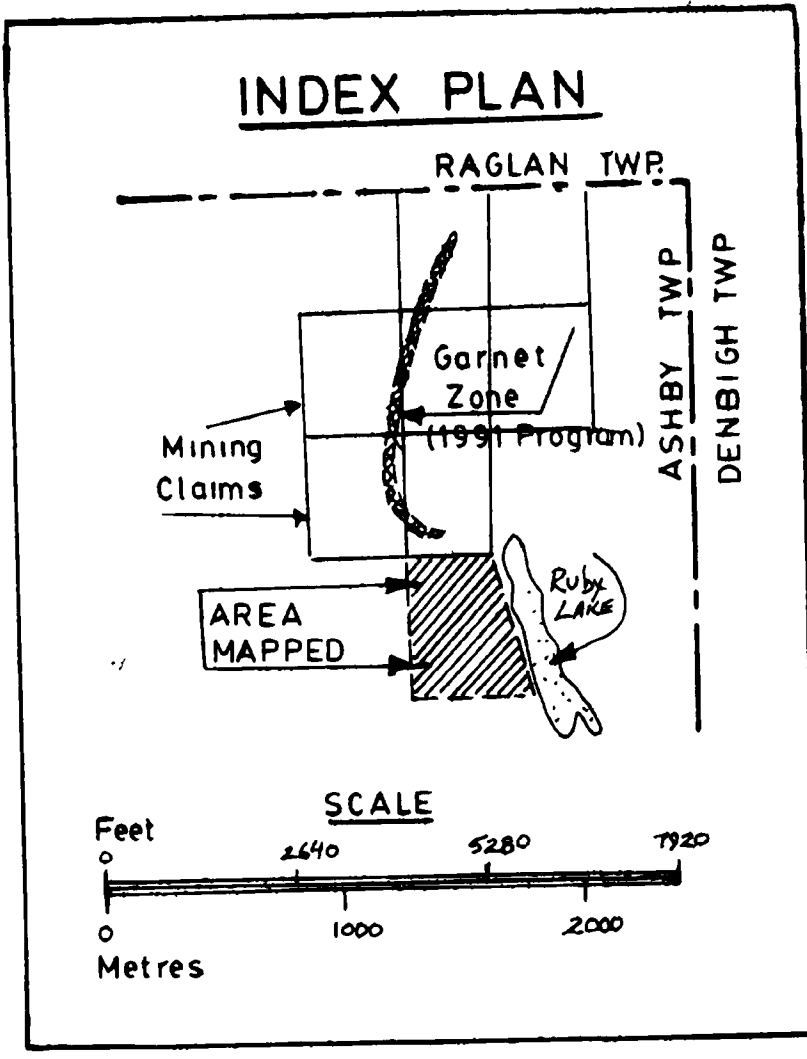 INDEX PLAN
RAGLAN TWP.
ASHBY TWP
DENBIGH TWP
Garnet
Zone
(1991 Program)
Mining
Claims
Ruby
LAKE
AREA
MAPPED
SCALE
Feet
0 2640 5280 7920
0 1000 2000
Metres